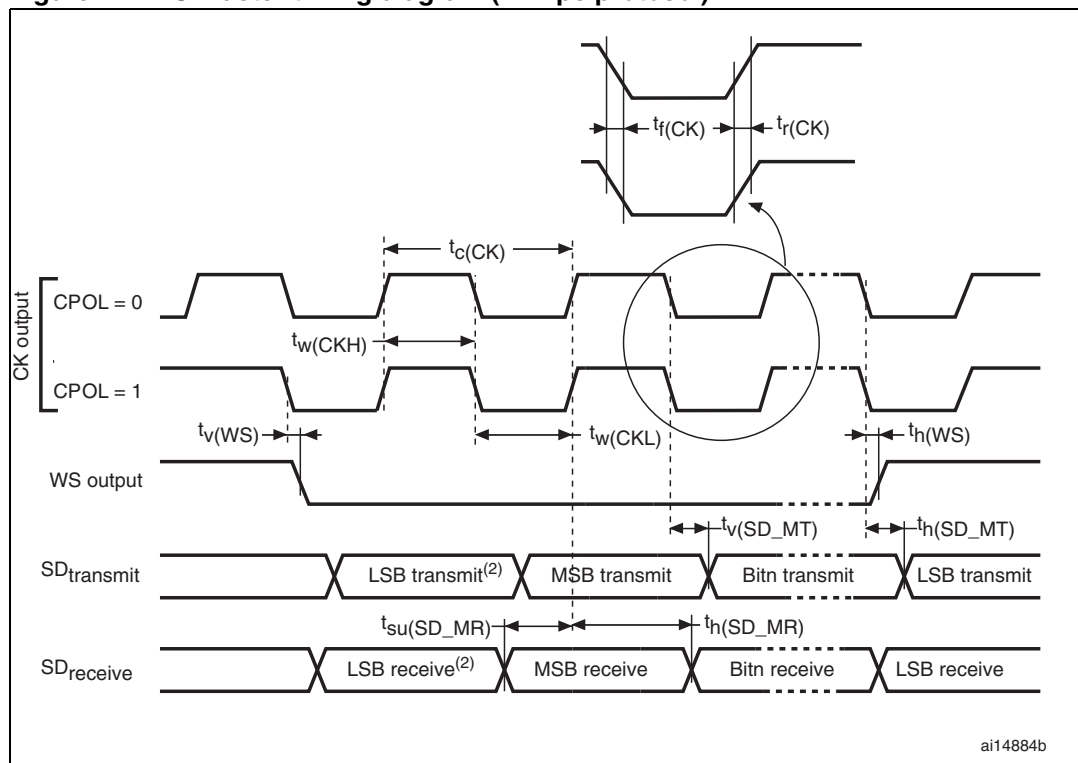 tf(CK)
tr(CK)
tc(CK)
CK output
CPOL = 0
tw(CKH)
CPOL = 1
tv(WS)
tw(CKL)
th(WS)
WS output
tv(SD_MT)
th(SD_MT)
SDtransmit
LSB transmit(2)
MSB transmit
Bitn transmit
LSB transmit
tsu(SD_MR)
th(SD_MR)
SDreceive
LSB receive(2)
MSB receive
Bitn receive
LSB receive
ai14884b